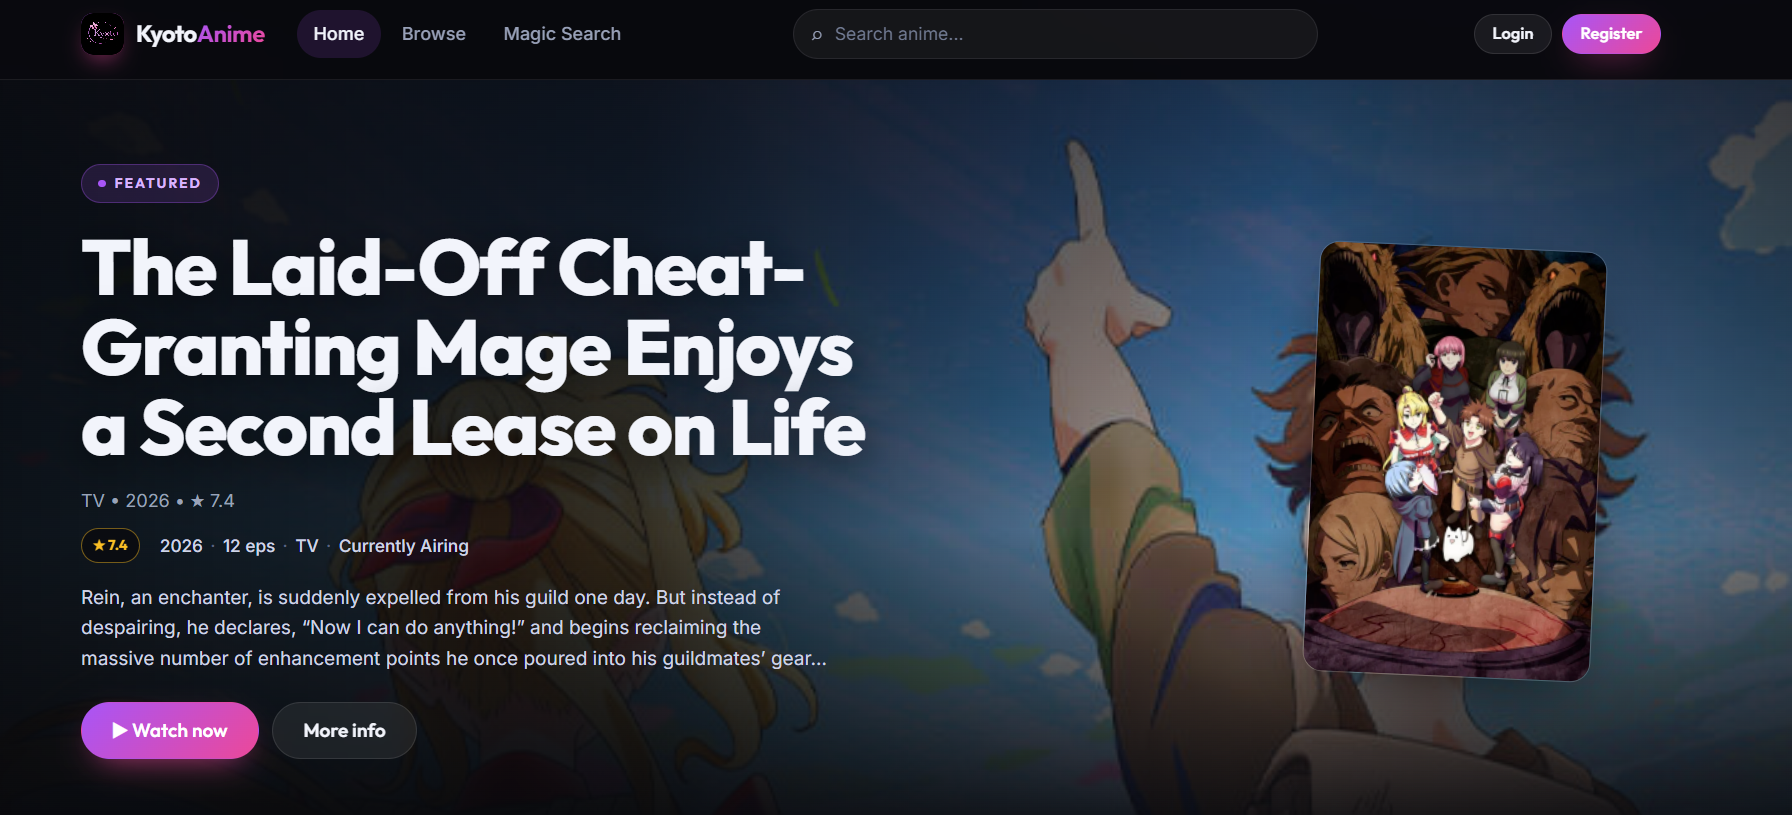 KyotoAnime
Home
Browse
Magic Search
Search anime...
Login
Register
FEATURED
The Laid-Off Cheat-
Granting Mage Enjoys
a Second Lease on Life
TV • 2026 • ★ 7.4
★ 7.4
2026 · 12 eps · TV · Currently Airing
Rein, an enchanter, is suddenly expelled from his guild one day. But instead of
despairing, he declares, “Now I can do anything!” and begins reclaiming the
massive number of enhancement points he once poured into his guildmates’ gear...
▶ Watch now
More info